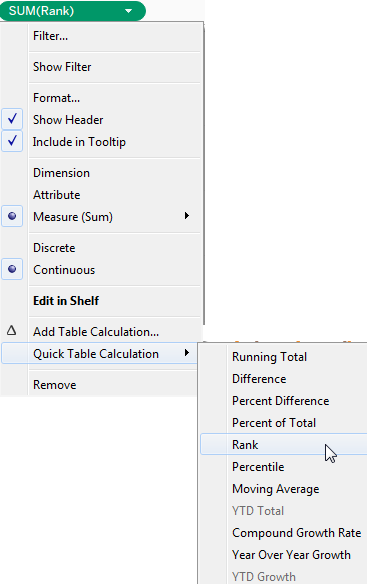 SUM(Rank)
Filter...
Show Filter
Format...
Show Header
Include in Tooltip
Dimension
Attribute
Measure (Sum)
Discrete
Continuous
Edit in Shelf
Add Table Calculation...
Quick Table Calculation
Remove
Running Total
Difference
Percent Difference
Percent of Total
Rank
Percentile
Moving Average
YTD Total
Compound Growth Rate
Year Over Year Growth
YTD Growth